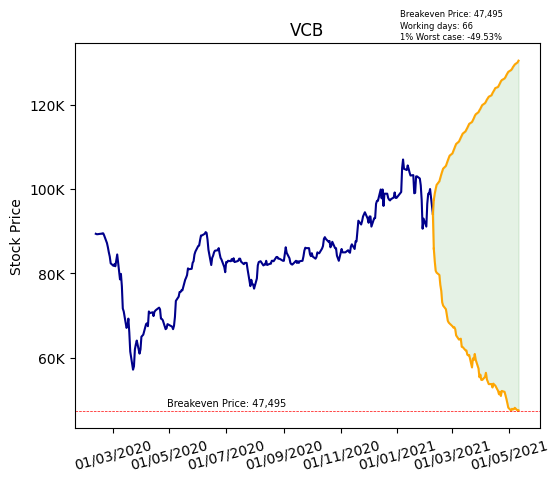 Breakeven Price: 47,495
Working days: 66
1% Worst case: -49.53%
VCB
Stock Price
120K
100K
80K
60K
Breakeven Price: 47,495
01/03/2020
01/05/2020
01/07/2020
01/09/2020
01/11/2020
01/01/2021
01/03/2021
01/05/2021